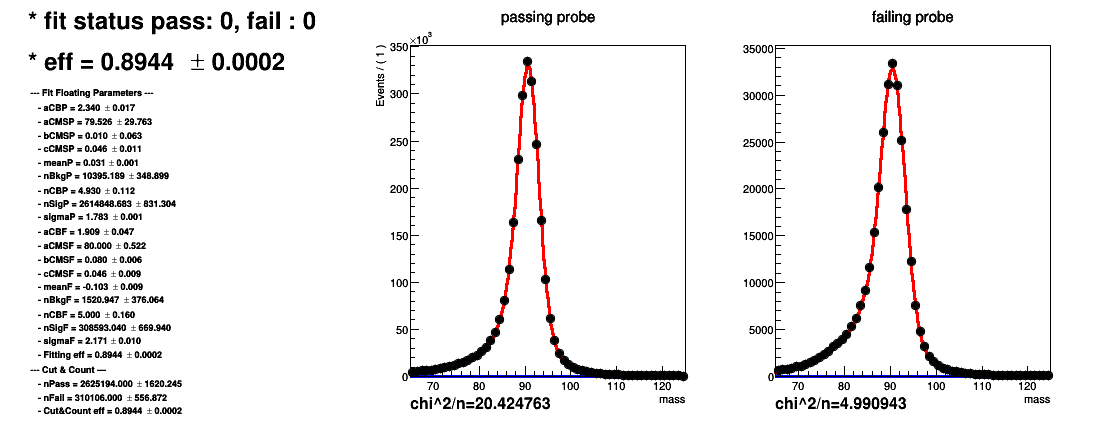 * fit status pass: 0, fail : 0
* eff = 0.8944 ± 0.0002
--- Fit Floating Parameters ---
- aCBP = 2.340 ± 0.017
- aCMSP = 79.526 ± 29.763
- bCMSP = 0.010 ± 0.063
- cCMSP = 0.046 ± 0.011
- meanP = 0.031 ± 0.001
- nBkgP = 10395.189 ± 348.899
- nCBP = 4.930 ± 0.112
- nSigP = 2614848.683 ± 831.304
- sigmaP = 1.783 ± 0.001
- aCBF = 1.909 ± 0.047
- aCMSF = 80.000 ± 0.522
- bCMSF = 0.080 ± 0.006
- cCMSF = 0.046 ± 0.009
- meanF = -0.103 ± 0.009
- nBkgF = 1520.947 ± 376.064
- nCBF = 5.000 ± 0.160
- nSigF = 308593.040 ± 669.940
- sigmaF = 2.171 ± 0.010
- Fitting eff = 0.8944 ± 0.0002
--- Cut & Count ---
- nPass = 2625194.000 ± 1620.245
- nFail = 310106.000 ± 556.872
- Cut&Count eff = 0.8944 ± 0.0002
passing probe
×10³
Events / ( 1 )
350
300
250
200
150
100
50
0
70 80 90 100 110 120
mass
chi^2/n=20.424763
failing probe
35000
30000
25000
20000
15000
10000
5000
0
70 80 90 100 110 120
mass
chi^2/n=4.990943